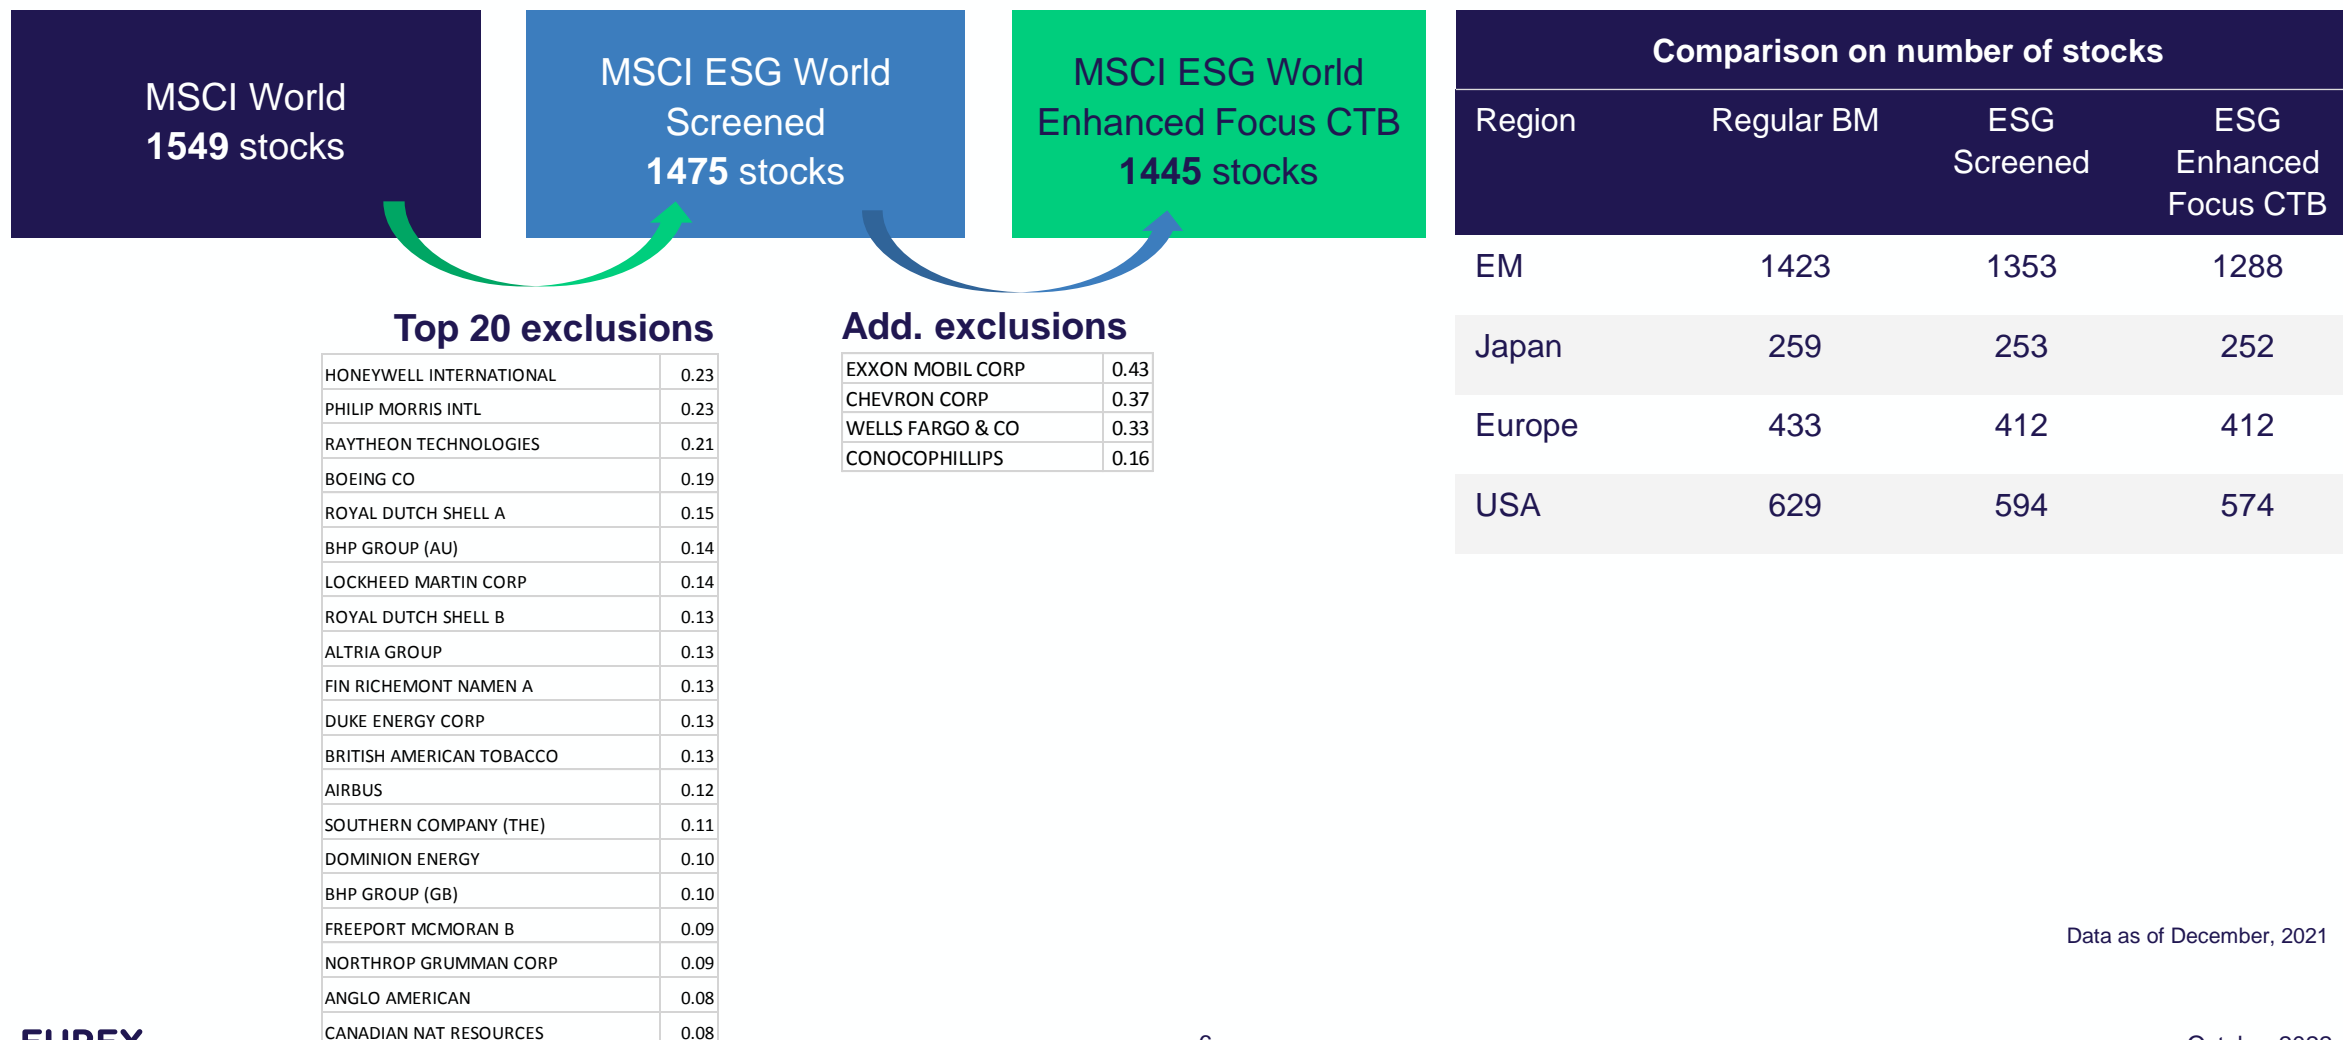 MSCI World
1549 stocks
MSCI ESG World
Screened
1475 stocks
MSCI ESG World
Enhanced Focus CTB
1445 stocks
Top 20 exclusions
HONEYWELL INTERNATIONAL 0.23
PHILIP MORRIS INTL 0.23
RAYTHEON TECHNOLOGIES 0.21
BOEING CO 0.19
ROYAL DUTCH SHELL A 0.15
BHP GROUP (AU) 0.14
LOCKHEED MARTIN CORP 0.14
ROYAL DUTCH SHELL B 0.13
ALTRIA GROUP 0.13
FIN RICHEMONT NAMEN A 0.13
DUKE ENERGY CORP 0.13
BRITISH AMERICAN TOBACCO 0.13
AIRBUS 0.12
SOUTHERN COMPANY (THE) 0.11
DOMINION ENERGY 0.10
BHP GROUP (GB) 0.10
FREEPORT MCMORAN B 0.09
NORTHROP GRUMMAN CORP 0.09
ANGLO AMERICAN 0.08
CANADIAN NAT RESOURCES 0.08
Add. exclusions
EXXON MOBIL CORP 0.43
CHEVRON CORP 0.37
WELLS FARGO & CO 0.33
CONOCOPHILLIPS 0.16
Comparison on number of stocks
Region Regular BM ESG Screened ESG Enhanced Focus CTB
EM 1423 1353 1288
Japan 259 253 252
Europe 433 412 412
USA 629 594 574
Data as of December, 2021
EUREX